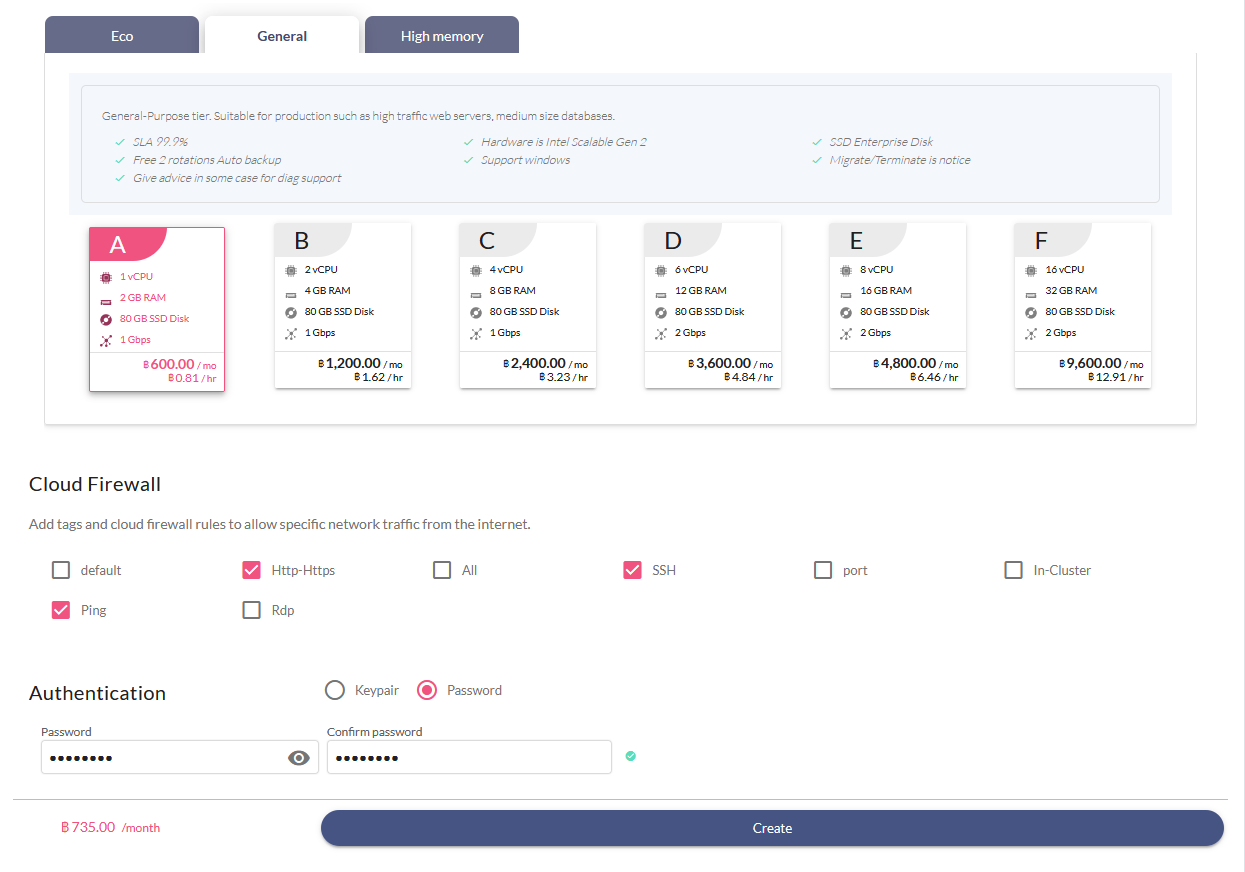 Eco General High memory
General-Purpose tier. Suitable for production such as high traffic web servers, medium size databases.
SLA 99.9% Hardware is Intel Scalable Gen 2 SSD Enterprise Disk
Free 2 rotations Auto backup Support windows Migrate/Terminate is notice
Give advice in some case for diag support
A
1 vCPU
2 GB RAM
80 GB SSD Disk
1 Gbps
฿600.00 / mo
฿0.81 / hr
B
2 vCPU
4 GB RAM
80 GB SSD Disk
1 Gbps
฿1,200.00 / mo
฿1.62 / hr
C
4 vCPU
8 GB RAM
80 GB SSD Disk
1 Gbps
฿2,400.00 / mo
฿3.23 / hr
D
6 vCPU
12 GB RAM
80 GB SSD Disk
2 Gbps
฿3,600.00 / mo
฿4.84 / hr
E
8 vCPU
16 GB RAM
80 GB SSD Disk
2 Gbps
฿4,800.00 / mo
฿6.46 / hr
F
16 vCPU
32 GB RAM
80 GB SSD Disk
2 Gbps
฿9,600.00 / mo
฿12.91 / hr
Cloud Firewall
Add tags and cloud firewall rules to allow specific network traffic from the internet.
default Http-Https All SSH port In-Cluster
Ping Rdp
Authentication Keypair Password
Password Confirm password
•••••••• ••••••••
฿735.00 /month Create